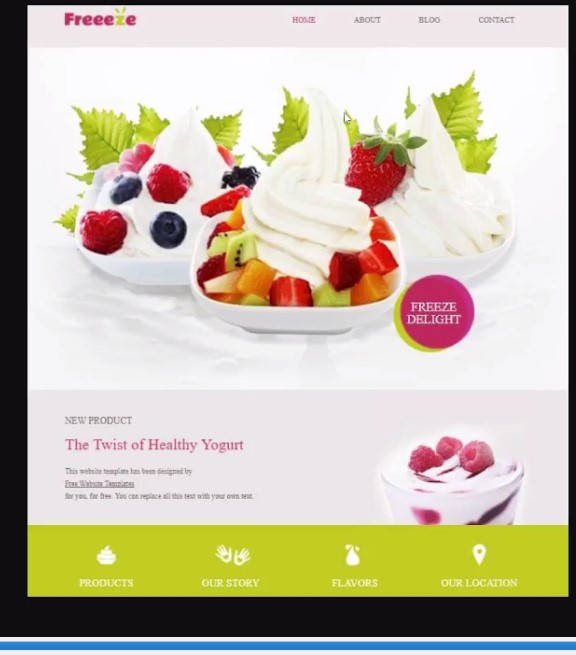 Freeeze
HOME ABOUT BLOG CONTACT
FREEZE
DELIGHT
NEW PRODUCT
The Twist of Healthy Yogurt
This website template has been designed by
Free Website Templates
for you, for free. You can replace all this text with your own text.
PRODUCTS OUR STORY FLAVORS OUR LOCATION